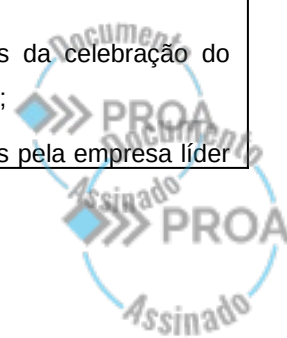 s da celebração do
;
s pela empresa líder
Documento
PROA
Assinado
Documento
PROA
Assinado